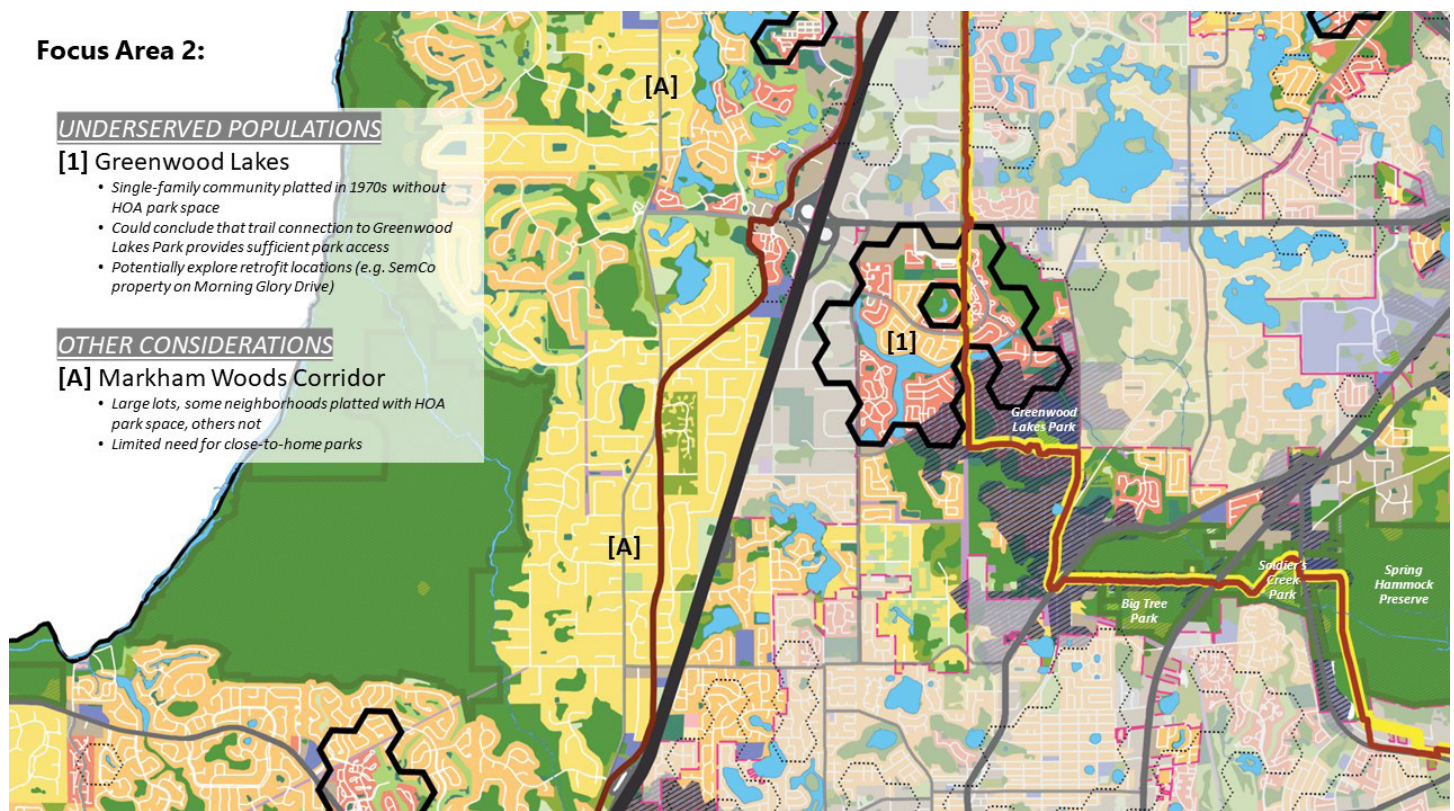 Focus Area 2:
UNDERSERVED POPULATIONS
[1] Greenwood Lakes
• Single-family community platted in 1970s without
HOA park space
• Could conclude that trail connection to Greenwood
Lakes Park provides sufficient park access
• Potentially explore retrofit locations (e.g. SemCo
property on Morning Glory Drive)
OTHER CONSIDERATIONS
[A] Markham Woods Corridor
• Large lots, some neighborhoods platted with HOA
park space, others not
• Limited need for close-to-home parks
[A]
[1]
Greenwood
Lakes Park
[A]
Soldier's
Creek
Park
Spring
Hammock
Preserve
Big Tree
Park